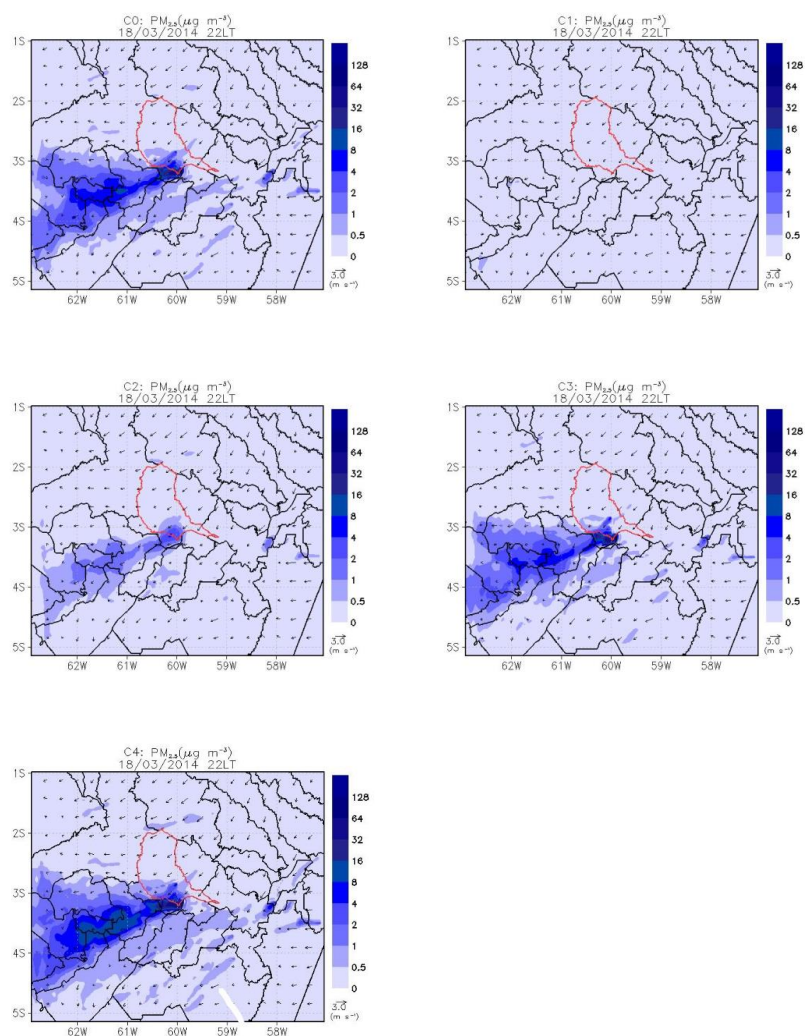 C0: PM2.5(μg m⁻³)
18/03/2014 22LT
1S
2S
3S
4S
5S
62W 61W 60W 59W 58W
128
64
32
16
8
4
2
1
0.5
0
3.0
(m s⁻¹)
C1: PM2.5(μg m⁻³)
18/03/2014 22LT
1S
2S
3S
4S
5S
62W 61W 60W 59W 58W
128
64
32
16
8
4
2
1
0.5
0
3.0
(m s⁻¹)
C2: PM2.5(μg m⁻³)
18/03/2014 22LT
1S
2S
3S
4S
5S
62W 61W 60W 59W 58W
128
64
32
16
8
4
2
1
0.5
0
3.0
(m s⁻¹)
C3: PM2.5(μg m⁻³)
18/03/2014 22LT
1S
2S
3S
4S
5S
62W 61W 60W 59W 58W
128
64
32
16
8
4
2
1
0.5
0
3.0
(m s⁻¹)
C4: PM2.5(μg m⁻³)
18/03/2014 22LT
1S
2S
3S
4S
5S
62W 61W 60W 59W 58W
128
64
32
16
8
4
2
1
0.5
0
3.0
(m s⁻¹)